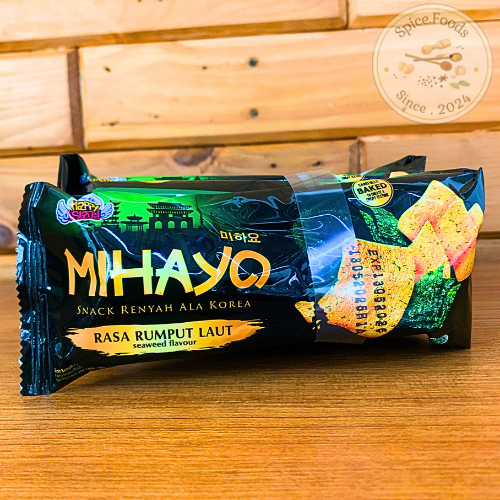 Spice.Foods
Since . 2024
HAPPY
BAKED
미하요
MIHAYO
SNACK RENYAH ALA KOREA
RASA RUMPUT LAUT
seaweed flavour